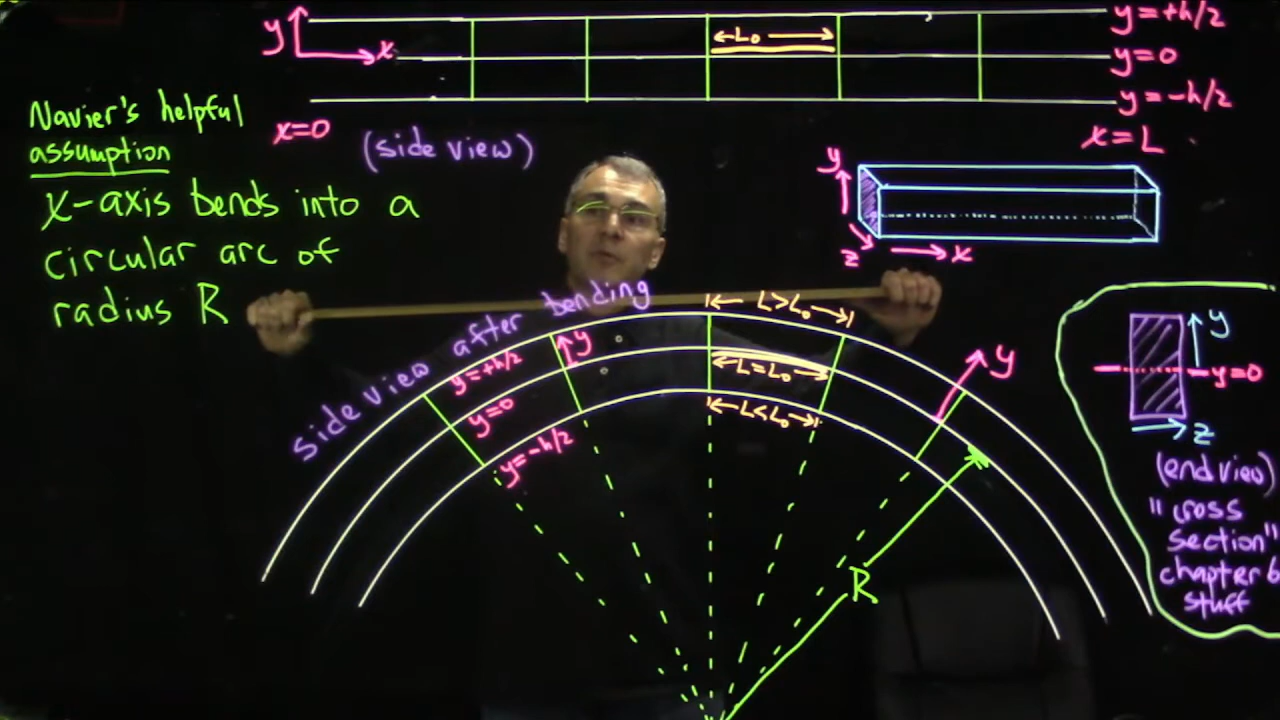 y
x
←L₀→
y=+h/2
y=0
y=-h/2
x=0
(side view)
x=L
Navier's helpful
assumption
x-axis bends into a
circular arc of
radius R
y
z
x
side view after bending
y=+h/2
y=0
y=-h/2
y
←L>L₀→
←L=L₀→
←L<L₀→
y
R
y
y=0
z
(end view)
"cross
section"
chapter 6
stuff